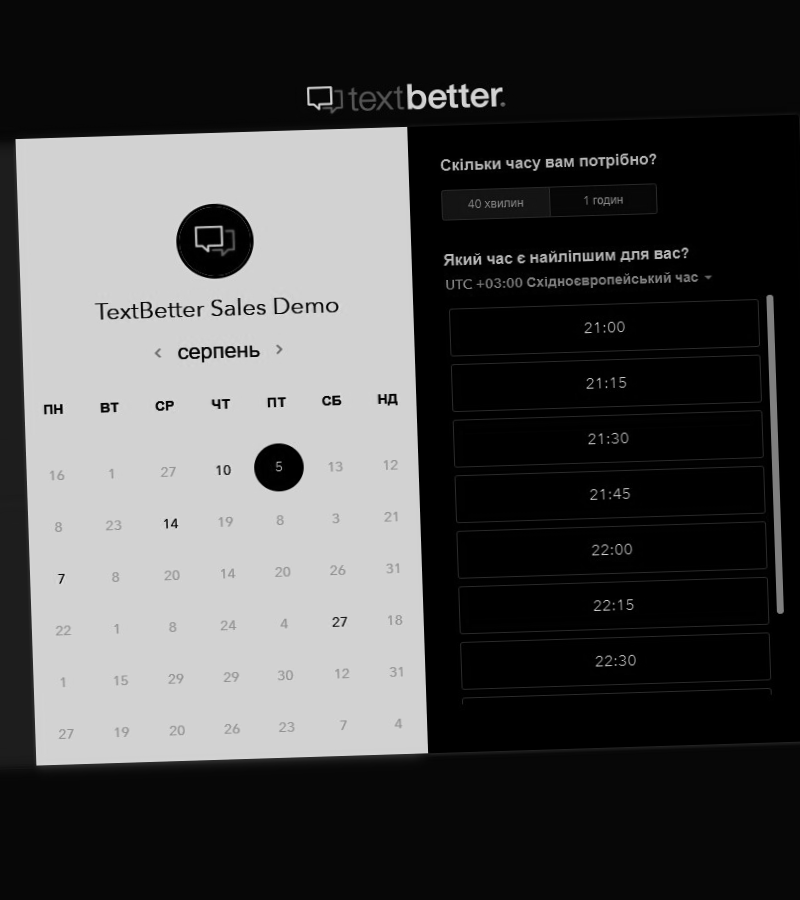 textbetter.
TextBetter Sales Demo
серпень
ПН ВТ СР ЧТ ПТ СБ НД
16 1 27 10 5 13 12
8 23 14 19 8 3 21
7 8 20 14 20 26 31
22 1 8 24 4 27 18
1 15 29 29 30 12 31
27 19 20 26 23 7 4
Скільки часу вам потрібно?
40 хвилин 1 годин
Який час є найліпшим для вас?
UTC +03:00 Східноєвропейський час
21:00
21:15
21:30
21:45
22:00
22:15
22:30